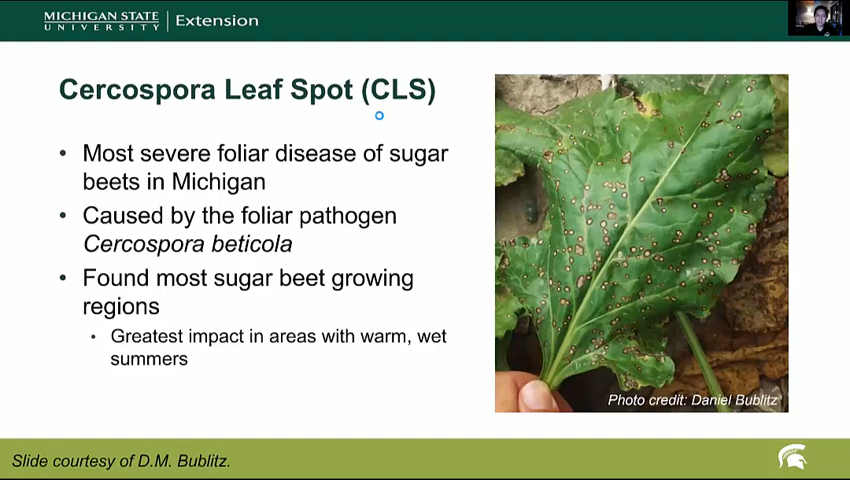 MICHIGAN STATE
UNIVERSITY
Extension
Cercospora Leaf Spot (CLS)
• Most severe foliar disease of sugar
beets in Michigan
• Caused by the foliar pathogen
Cercospora beticola
• Found most sugar beet growing
regions
• Greatest impact in areas with warm, wet
summers
Photo credit: Daniel Bublitz
Slide courtesy of D.M. Bublitz.